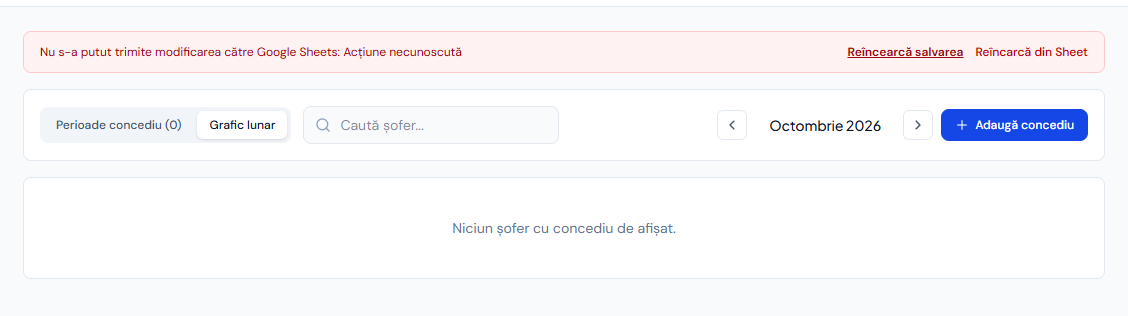 Nu s-a putut trimite modificarea către Google Sheets: Acțiune necunoscută
Reîncearcă salvarea
Reîncarcă din Sheet
Perioade concediu (0)
Grafic lunar
Caută șofer...
Octombrie 2026
Adaugă concediu
Niciun șofer cu concediu de afișat.